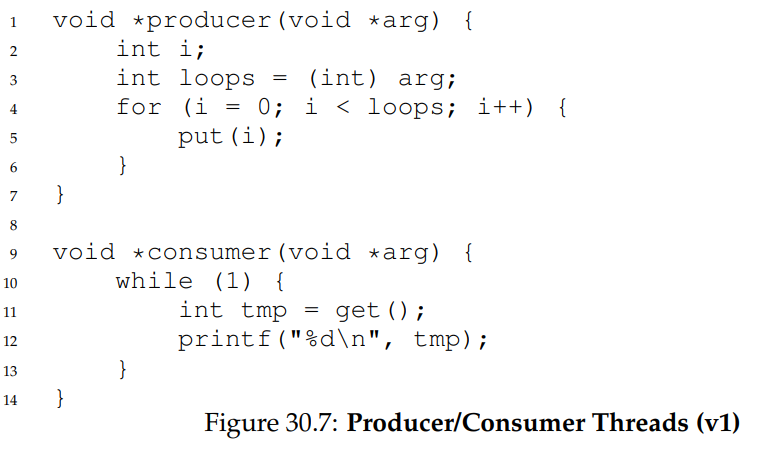 1 void *producer(void *arg) {
2     int i;
3     int loops = (int) arg;
4     for (i = 0; i < loops; i++) {
5         put(i);
6     }
7 }
8
9 void *consumer(void *arg) {
10     while (1) {
11         int tmp = get();
12         printf("%d\n", tmp);
13     }
14 }
Figure 30.7: Producer/Consumer Threads (v1)